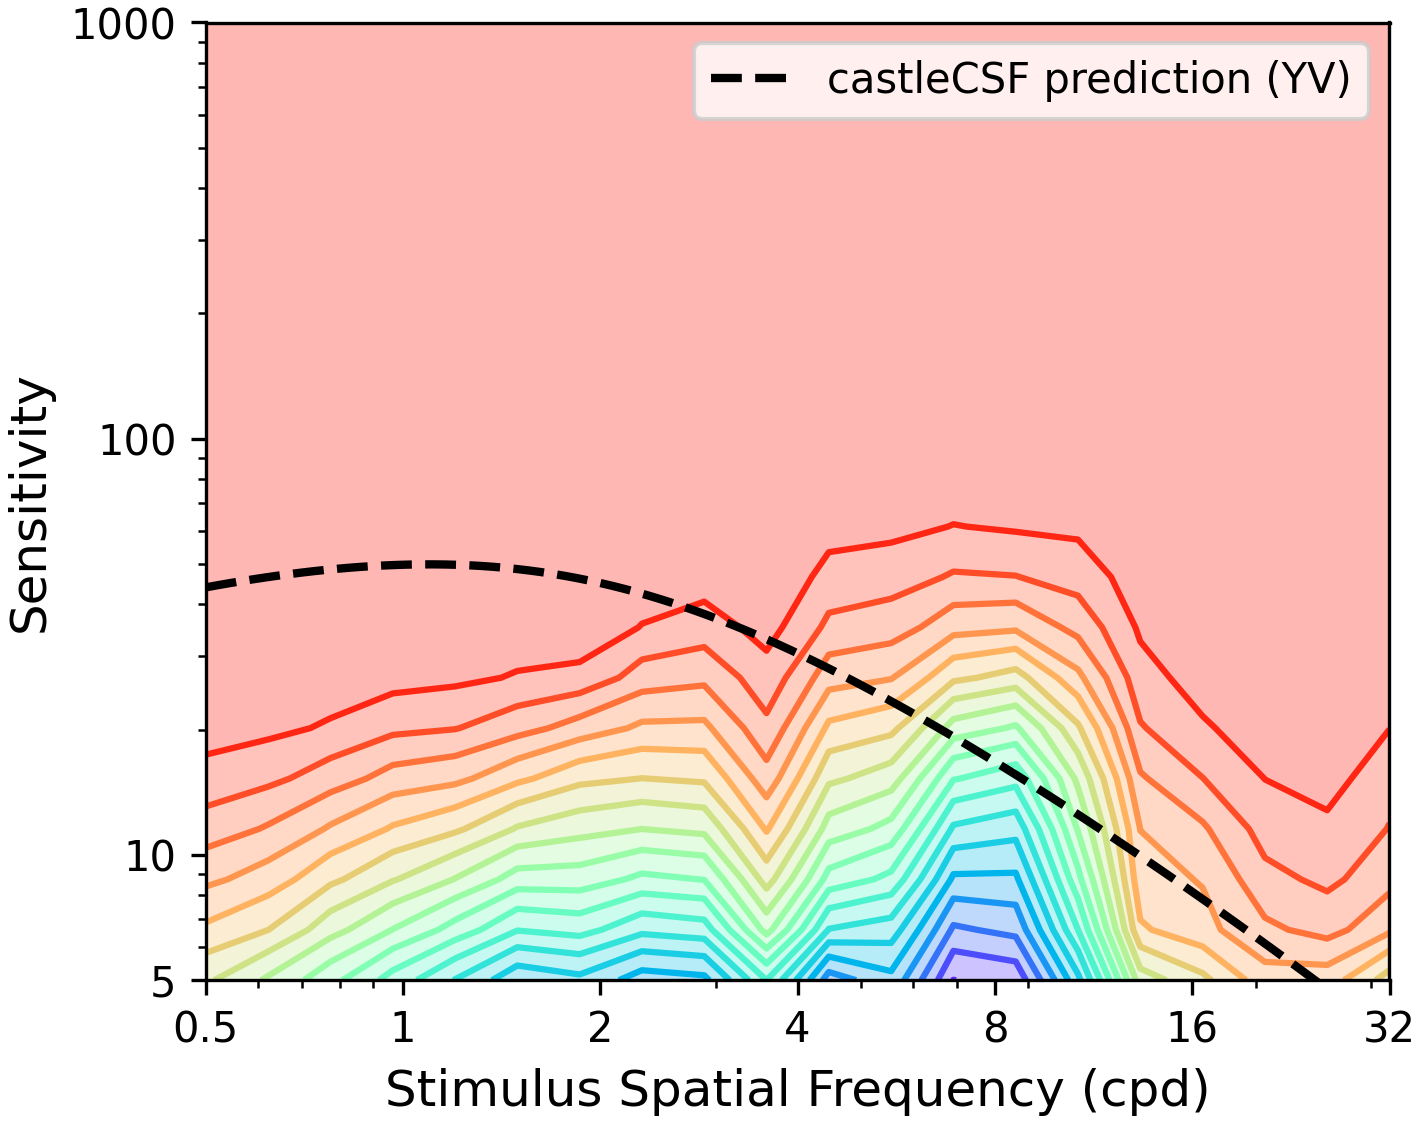 1000
castleCSF prediction (YV)
100
10
5
Sensitivity
0.5 1 2 4 8 16 32
Stimulus Spatial Frequency (cpd)